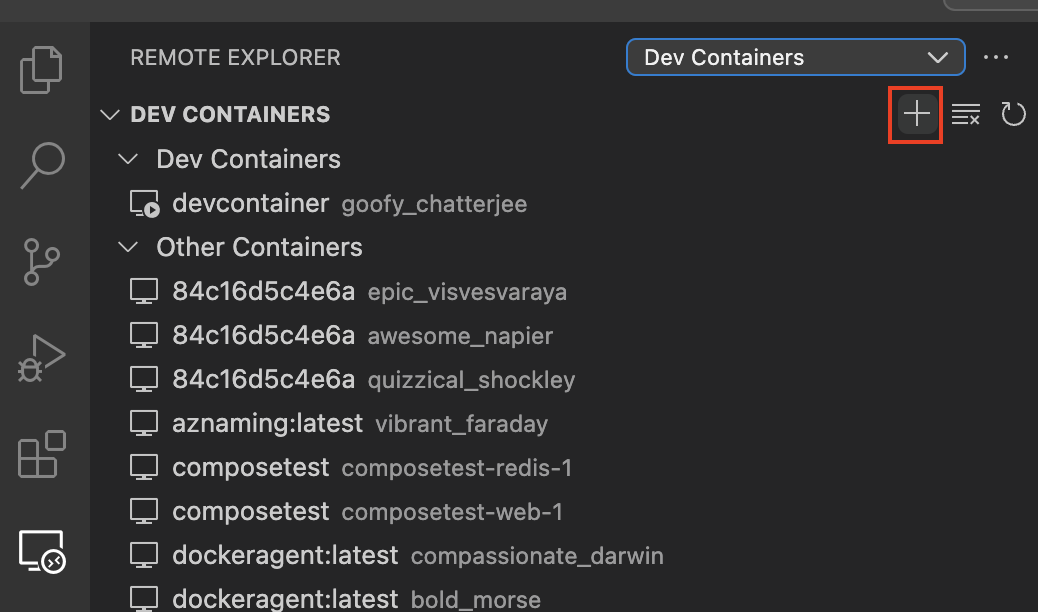 REMOTE EXPLORER Dev Containers
DEV CONTAINERS
Dev Containers
devcontainer goofy_chatterjee
Other Containers
84c16d5c4e6a epic_visvesvaraya
84c16d5c4e6a awesome_napier
84c16d5c4e6a quizzical_shockley
aznaming:latest vibrant_faraday
composetest composetest-redis-1
composetest composetest-web-1
dockeragent:latest compassionate_darwin
dockeragent:latest bold_morse